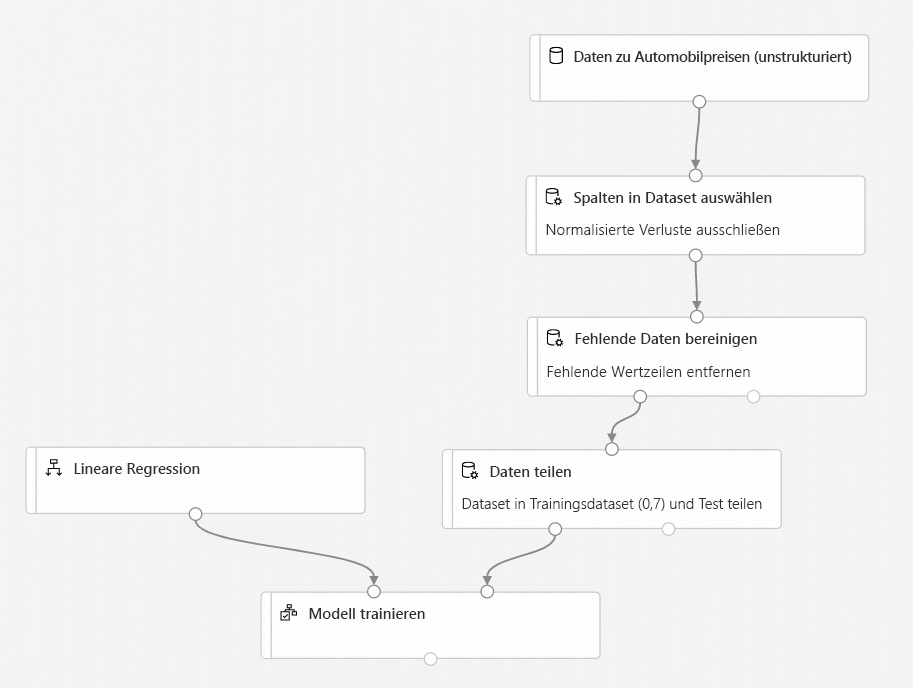 Daten zu Automobilpreisen (unstrukturiert)
Spalten in Dataset auswählen
Normalisierte Verluste ausschließen
Fehlende Daten bereinigen
Fehlende Wertzeilen entfernen
Lineare Regression
Daten teilen
Dataset in Trainingsdataset (0,7) und Test teilen
Modell trainieren